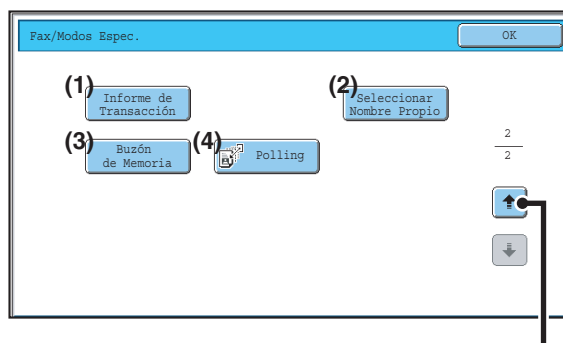 Fax/Modos Espec.
OK
(1)
Informe de
Transacción
(2)
Seleccionar
Nombre Propio
(3)
Buzón
de Memoria
(4)
Polling
2
2